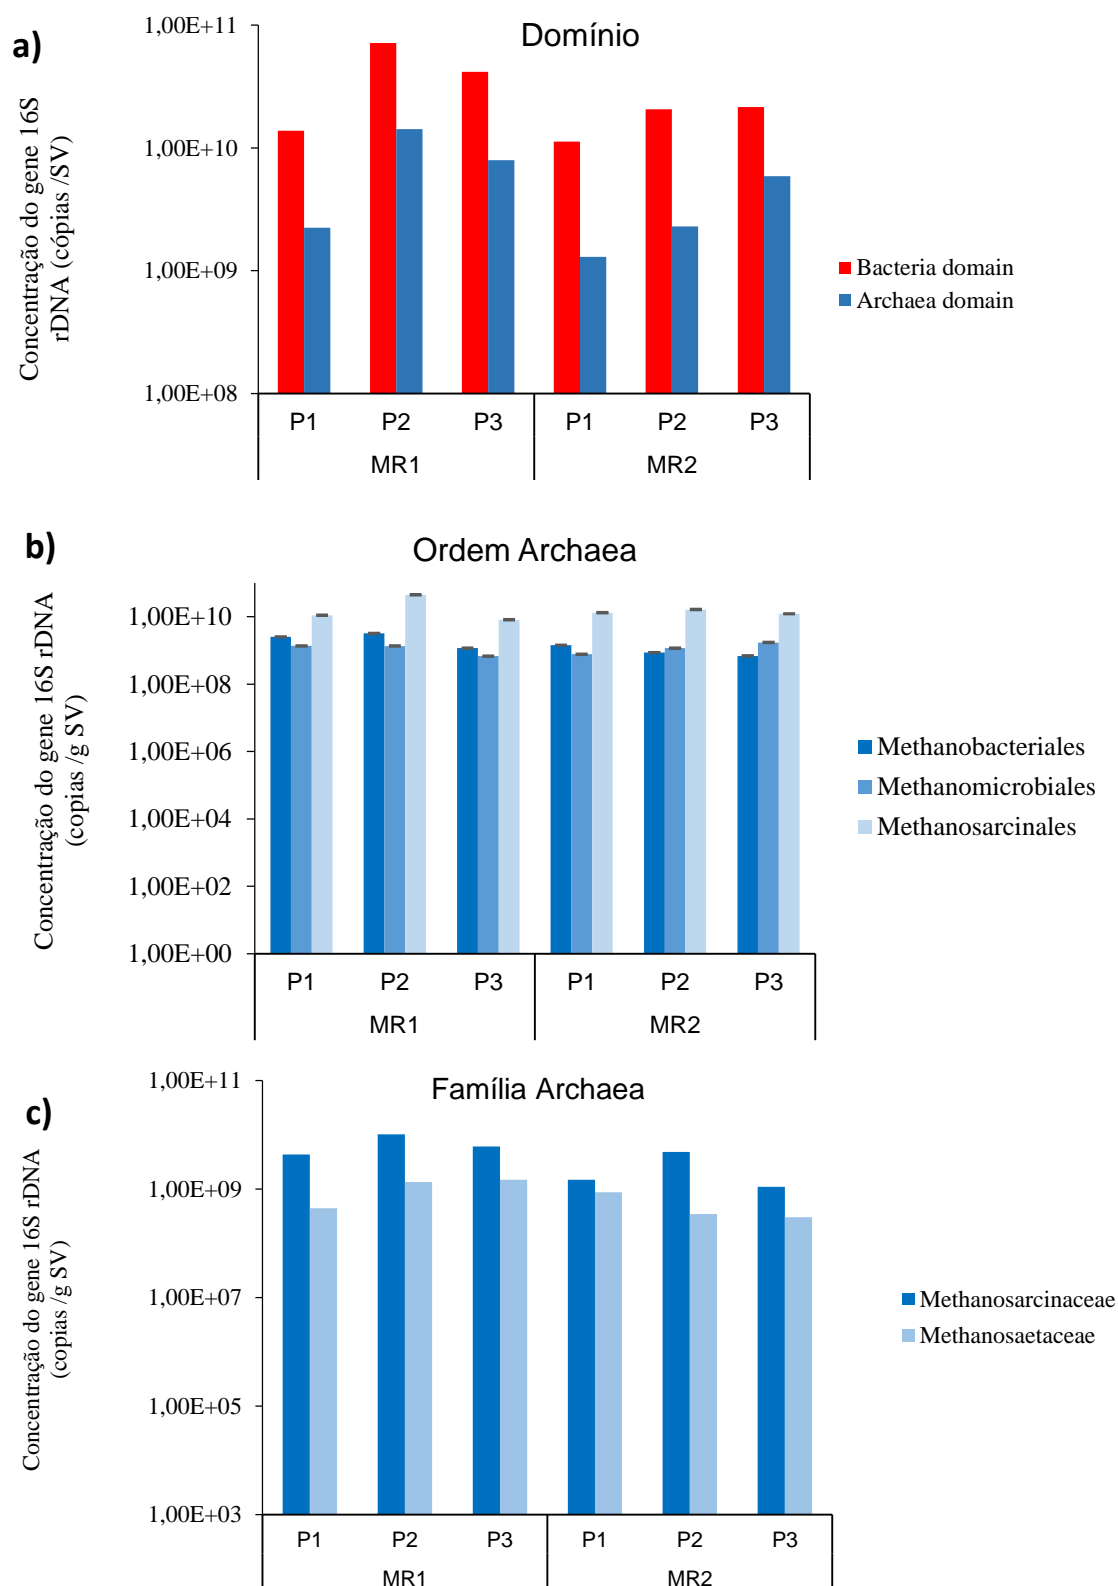 a)
Domínio
Concentração do gene 16S
rDNA (cópias /SV)
1,00E+11
1,00E+10
1,00E+09
1,00E+08
P1 P2 P3 P1 P2 P3
MR1 MR2
Bacteria domain
Archaea domain
b)
Ordem Archaea
Concentração do gene 16S rDNA
(copias /g SV)
1,00E+10
1,00E+08
1,00E+06
1,00E+04
1,00E+02
1,00E+00
P1 P2 P3 P1 P2 P3
MR1 MR2
Methanobacteriales
Methanomicrobiales
Methanosarcinales
c)
Família Archaea
Concentração do gene 16S rDNA
(copias /g SV)
1,00E+11
1,00E+09
1,00E+07
1,00E+05
1,00E+03
P1 P2 P3 P1 P2 P3
MR1 MR2
Methanosarcinaceae
Methanosaetaceae